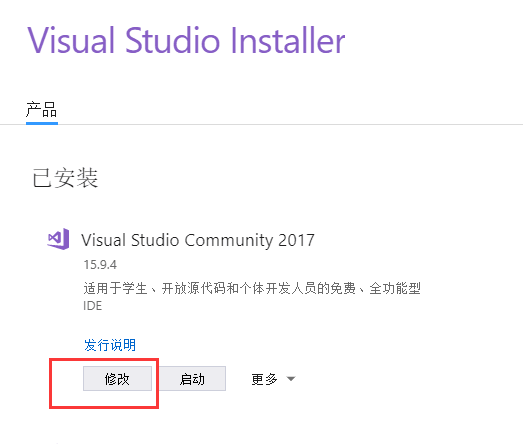 Visual Studio Installer
产品
已安装
Visual Studio Community 2017
15.9.4
适用于学生、开放源代码和个体开发人员的免费、全功能型
IDE
发行说明
修改 启动 更多